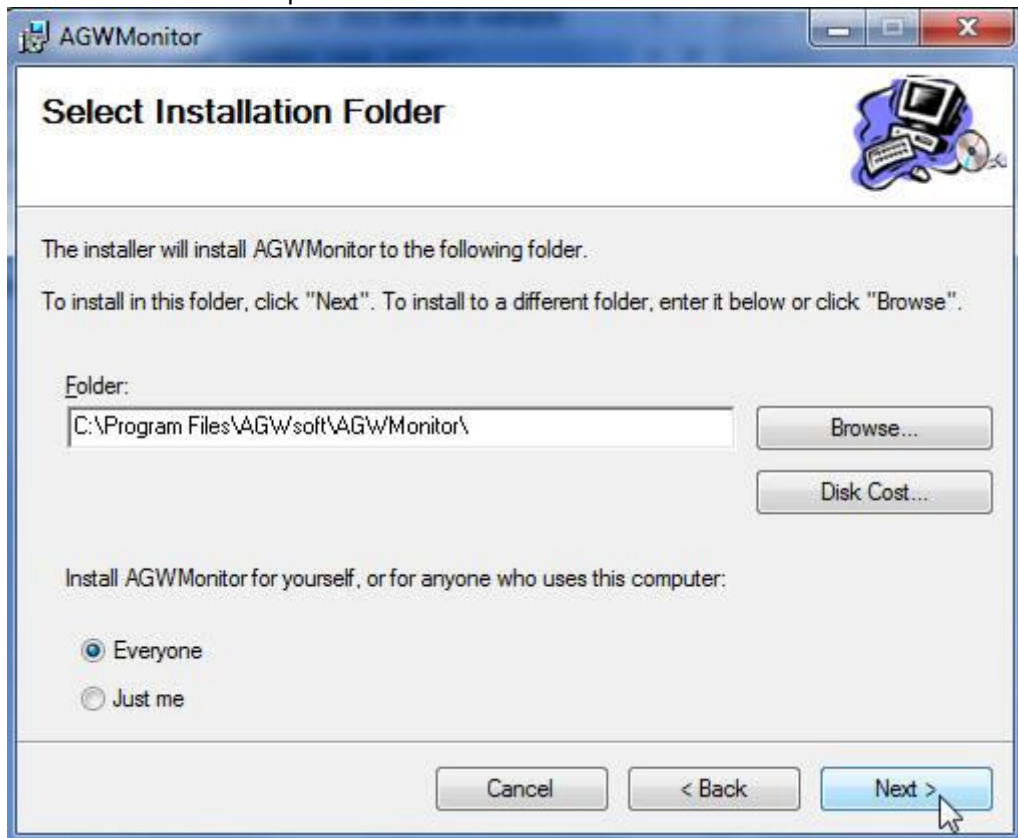 AGWMonitor
Select Installation Folder
The installer will install AGWMonitor to the following folder.
To install in this folder, click "Next". To install to a different folder, enter it below or click "Browse".
Folder:
C:\Program Files\AGWsoft\AGWMonitor\
Browse...
Disk Cost...
Install AGWMonitor for yourself, or for anyone who uses this computer:
Everyone
Just me
Cancel
< Back
Next >